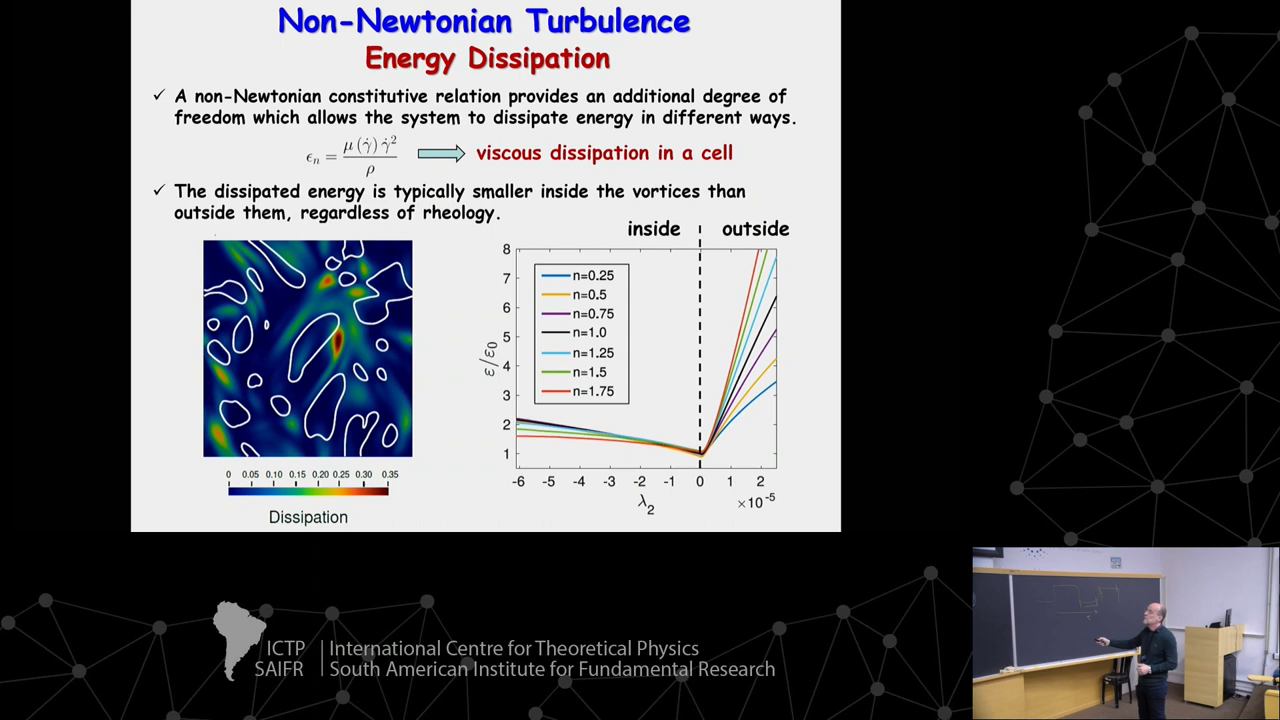 Non-Newtonian Turbulence
Energy Dissipation
✓ A non-Newtonian constitutive relation provides an additional degree of
freedom which allows the system to dissipate energy in different ways.
ϵₙ = μ(γ̇) γ̇² / ρ
viscous dissipation in a cell
✓ The dissipated energy is typically smaller inside the vortices than
outside them, regardless of rheology.
inside outside
8
7
6
5
4
3
2
1
ε/ε₀
n=0.25
n=0.5
n=0.75
n=1.0
n=1.25
n=1.5
n=1.75
-6 -5 -4 -3 -2 -1 0 1 2
λ₂ ×10⁻⁵
0 0.05 0.10 0.15 0.20 0.25 0.30 0.35
Dissipation
ICTP International Centre for Theoretical Physics
SAIFR South American Institute for Fundamental Research